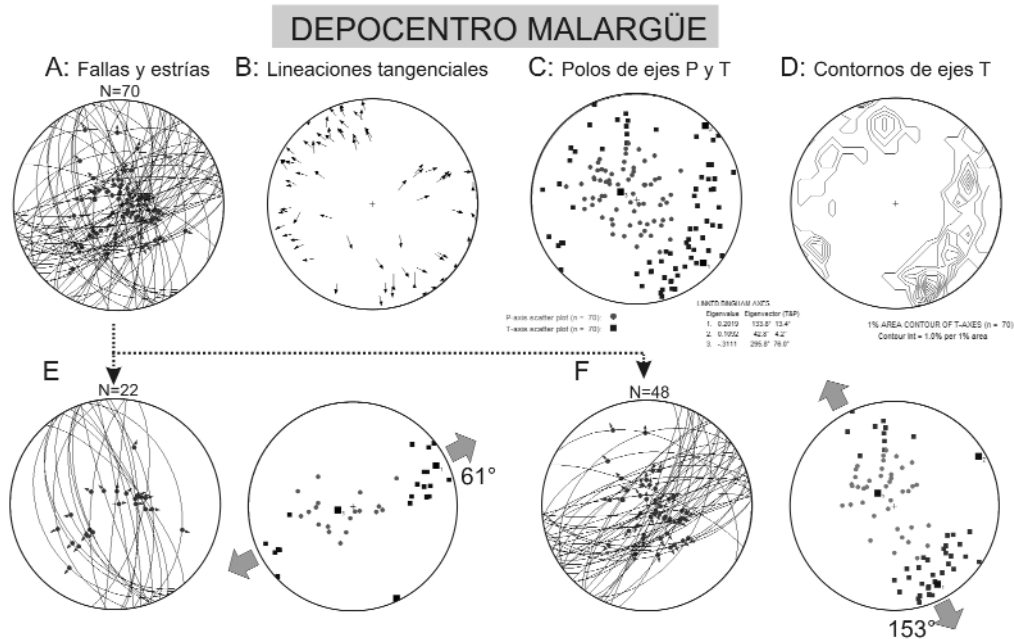 DEPOCENTRO MALARGÜE
A: Fallas y estrías
N=70
B: Lineaciones tangenciales
C: Polos de ejes P y T
D: Contornos de ejes T
P-axis scatter plot (n = 70):
T-axis scatter plot (n = 70):
LINKED BINGHAM AXES
Eigenvalue Eigenvector (T&P)
1. 0.2019 133.8° 13.4°
2. 0.1092 42.8° 4.2°
3. -.3111 295.8° 76.0°
1% AREA CONTOUR OF T-AXES (n = 70)
Contour Int = 1.0% per 1% area
E
N=22
61°
F
N=48
153°